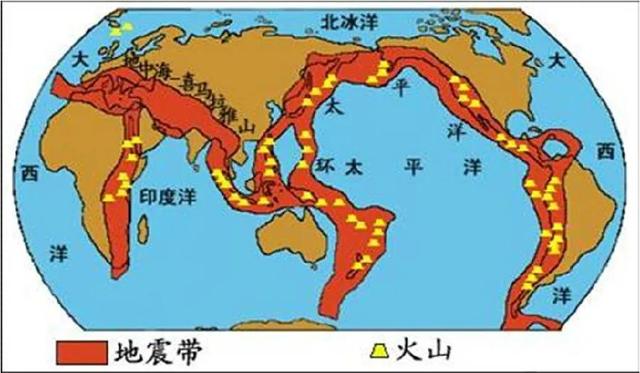 北冰洋
大
大
地中海—喜马拉雅山
太
平
洋
西
西
环太平洋
印度洋
洋
洋
地震带
火山